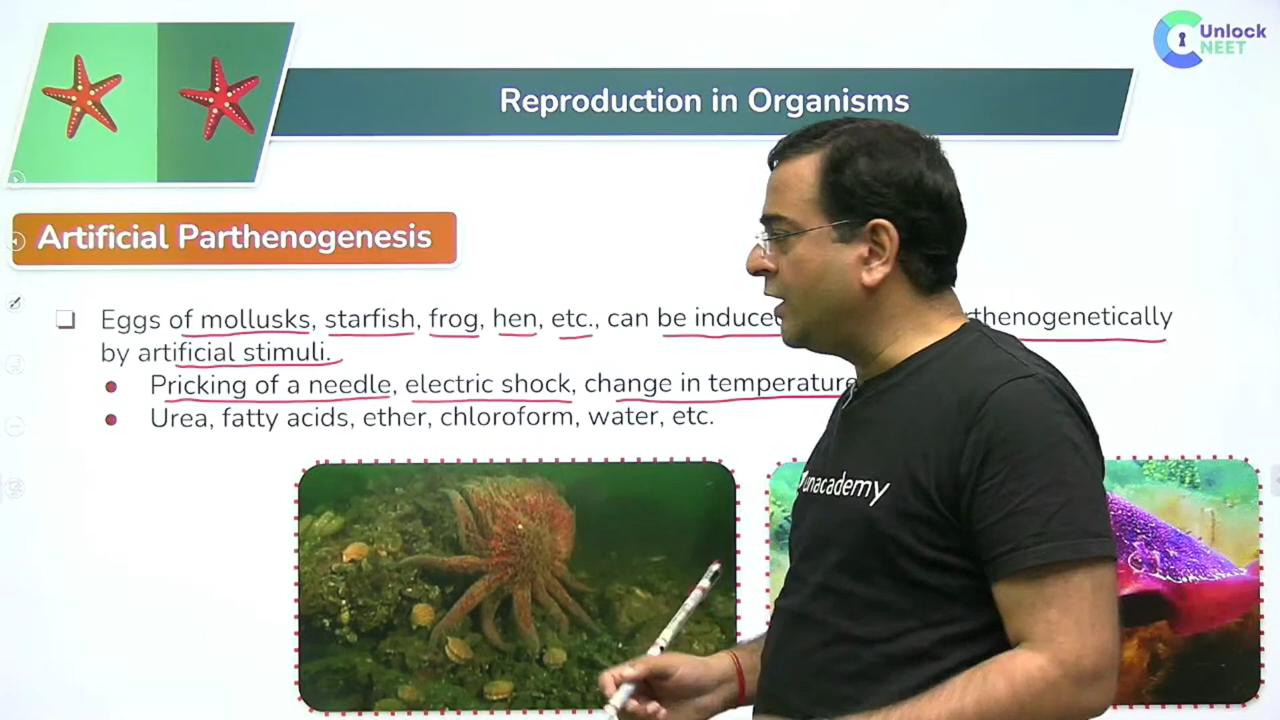 Unlock
NEET
Reproduction in Organisms
Artificial Parthenogenesis
❑ Eggs of mollusks, starfish, frog, hen, etc., can be induced thenogenetically
by artificial stimuli.
● Pricking of a needle, electric shock, change in temperature
● Urea, fatty acids, ether, chloroform, water, etc.
unacademy